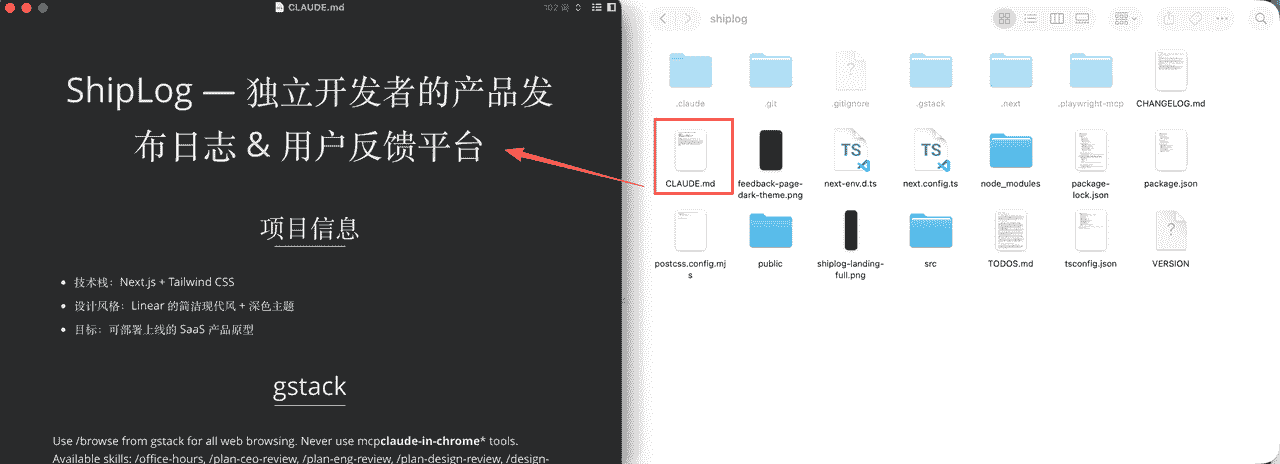 CLAUDE.md
102 词
ShipLog — 独立开发者的产品发
布日志 & 用户反馈平台
项目信息
技术栈：Next.js + Tailwind CSS
设计风格：Linear 的简洁现代风 + 深色主题
目标：可部署上线的 SaaS 产品原型
gstack
Use /browse from gstack for all web browsing. Never use mcpclaude-in-chrome* tools.
Available skills: /office-hours, /plan-ceo-review, /plan-eng-review, /plan-design-review, /design-
shiplog
.claude
.git
.gitignore
.gstack
.next
.playwright-mcp
CHANGELOG.md
CLAUDE.md
feedback-page-
dark-theme.png
TS
next-env.d.ts
TS
next.config.ts
node_modules
package-
lock.json
package.json
postcss.config.mj
s
public
shiplog-landing-
full.png
src
TODOS.md
tsconfig.json
VERSION